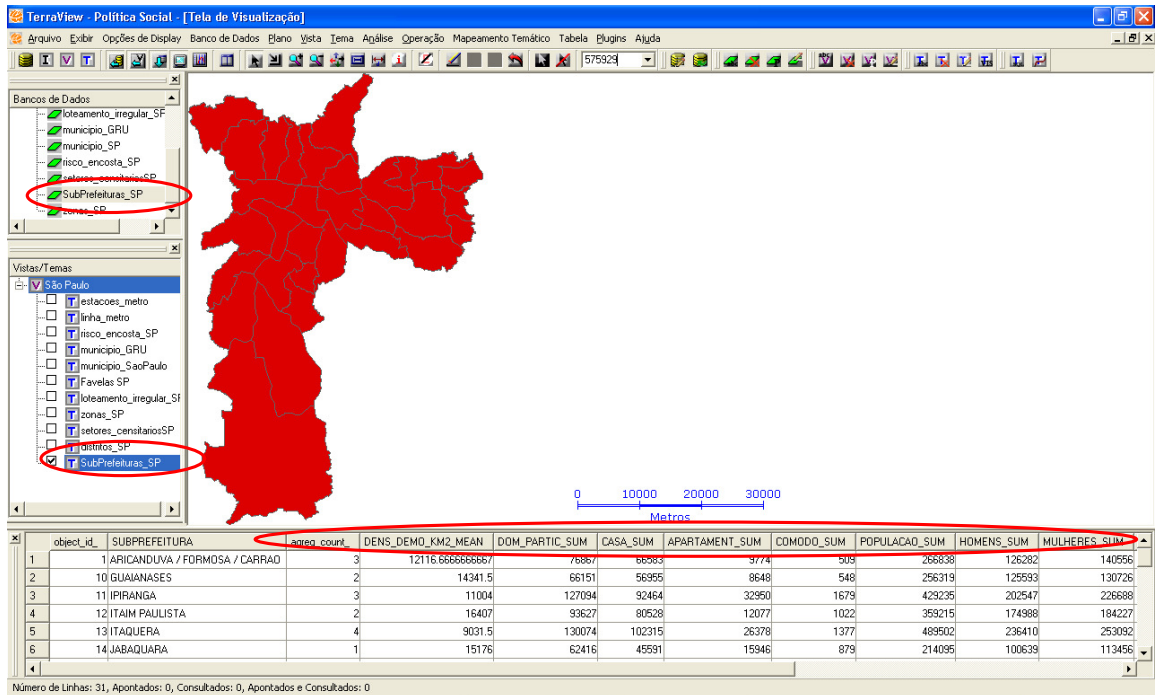 TerraView - Política Social - [Tela de Visualização]
Arquivo Exibir Opções de Display Banco de Dados Plano Vista Tema Análise Operação Mapeamento Temático Tabela Plugins Ajuda
575929
Bancos de Dados
loteamento_irregular_SF
municipio_GRU
municipio_SP
risco_encosta_SP
setores_censitariosSP
SubPrefeituras_SP
zonas_SP
Vistas/Temas
São Paulo
estacoes_metro
linha_metro
risco_encosta_SP
municipio_GRU
municipio_SaoPaulo
Favelas SP
loteamento_irregular_SF
zonas_SP
setores_censitariosSP
distritos_SP
SubPrefeituras_SP
0 10000 20000 30000
Metros
object_id_ SUBPREFEITURA agreg_count_ DENS_DEMO_KM2_MEAN DOM_PARTIC_SUM CASA_SUM APARTAMENT_SUM COMODO_SUM POPULACAO_SUM HOMENS_SUM MULHERES_SUM
1 1 ARICANDUVA / FORMOSA / CARRAO 3 12116.6666666667 76867 66583 9774 509 266838 126282 140556
2 10 GUAIANASES 2 14341.5 66151 56955 8648 548 256319 125593 130726
3 11 IPIRANGA 3 11004 127094 92464 32950 1679 429235 202547 226688
4 12 ITAIM PAULISTA 2 16407 93627 80528 12077 1022 359215 174988 184227
5 13 ITAQUERA 4 9031.5 130074 102315 26378 1377 489502 236410 253092
6 14 JABAQUARA 1 15176 62416 45591 15946 879 214095 100639 113456
Número de Linhas: 31, Apontados: 0, Consultados: 0, Apontados e Consultados: 0